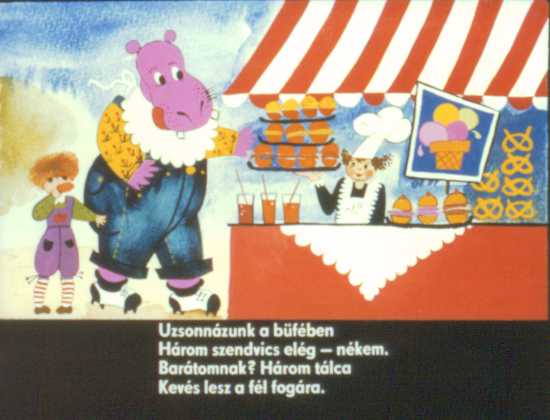 Uzsonnázunk a büfében
Három szendvics elég — nékem.
Barátomnak? Három tálca
Kevés lesz a fél fogára.